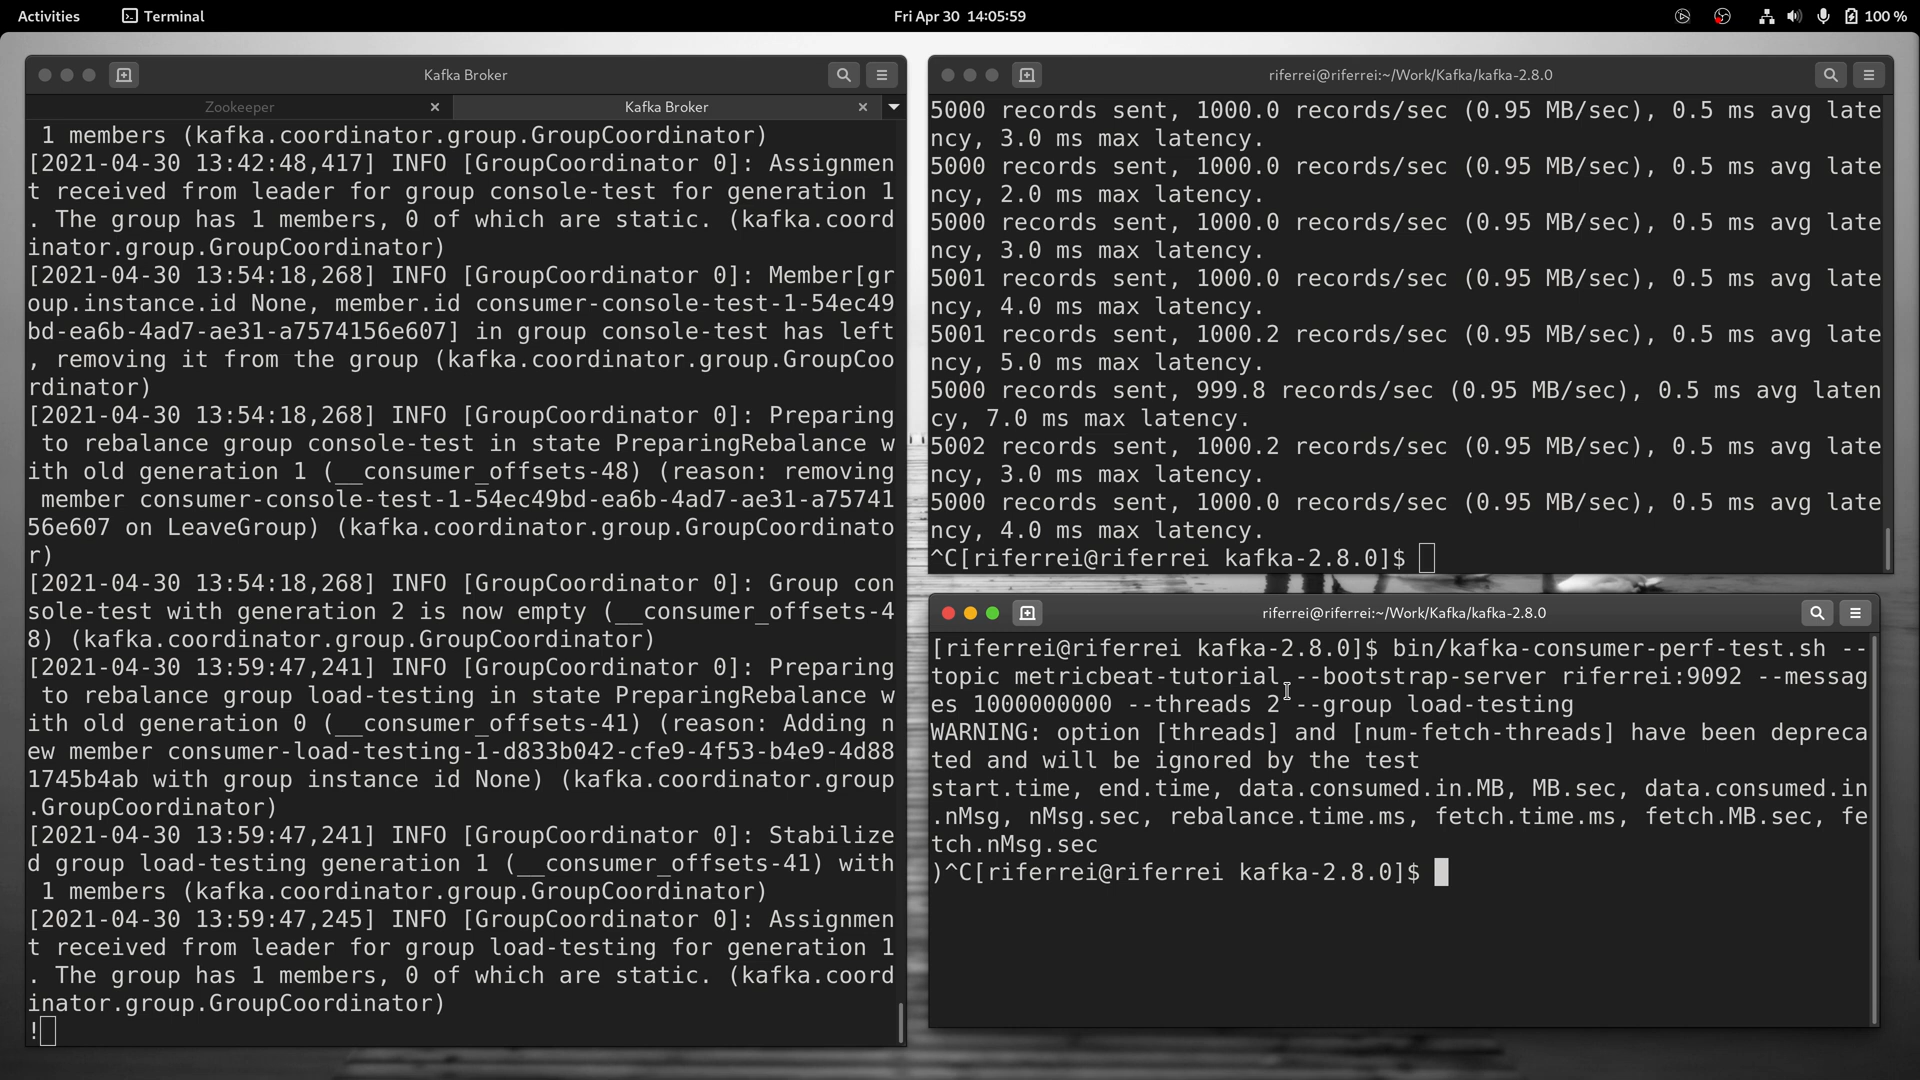 Activities
Terminal
Fri Apr 30 14:05:59
100 %
Kafka Broker
Zookeeper
Kafka Broker
1 members (kafka.coordinator.group.GroupCoordinator)
[2021-04-30 13:42:48,417] INFO [GroupCoordinator 0]: Assignmen
t received from leader for group console-test for generation 1
. The group has 1 members, 0 of which are static. (kafka.coord
inator.group.GroupCoordinator)
[2021-04-30 13:54:18,268] INFO [GroupCoordinator 0]: Member[gr
oup.instance.id None, member.id consumer-console-test-1-54ec49
bd-ea6b-4ad7-ae31-a7574156e607] in group console-test has left
, removing it from the group (kafka.coordinator.group.GroupCoo
rdinator)
[2021-04-30 13:54:18,268] INFO [GroupCoordinator 0]: Preparing
to rebalance group console-test in state PreparingRebalance w
ith old generation 1 (__consumer_offsets-48) (reason: removing
member consumer-console-test-1-54ec49bd-ea6b-4ad7-ae31-a75741
56e607 on LeaveGroup) (kafka.coordinator.group.GroupCoordinato
r)
[2021-04-30 13:54:18,268] INFO [GroupCoordinator 0]: Group con
sole-test with generation 2 is now empty (__consumer_offsets-4
8) (kafka.coordinator.group.GroupCoordinator)
[2021-04-30 13:59:47,241] INFO [GroupCoordinator 0]: Preparing
to rebalance group load-testing in state PreparingRebalance w
ith old generation 0 (__consumer_offsets-41) (reason: Adding n
ew member consumer-load-testing-1-d833b042-cfe9-4f53-b4e9-4d88
1745b4ab with group instance id None) (kafka.coordinator.group
.GroupCoordinator)
[2021-04-30 13:59:47,241] INFO [GroupCoordinator 0]: Stabilize
d group load-testing generation 1 (__consumer_offsets-41) with
1 members (kafka.coordinator.group.GroupCoordinator)
[2021-04-30 13:59:47,245] INFO [GroupCoordinator 0]: Assignmen
t received from leader for group load-testing for generation 1
. The group has 1 members, 0 of which are static. (kafka.coord
inator.group.GroupCoordinator)
!
riferrei@riferrei:~/Work/Kafka/kafka-2.8.0
5000 records sent, 1000.0 records/sec (0.95 MB/sec), 0.5 ms avg late
ncy, 3.0 ms max latency.
5000 records sent, 1000.0 records/sec (0.95 MB/sec), 0.5 ms avg late
ncy, 2.0 ms max latency.
5000 records sent, 1000.0 records/sec (0.95 MB/sec), 0.5 ms avg late
ncy, 3.0 ms max latency.
5001 records sent, 1000.0 records/sec (0.95 MB/sec), 0.5 ms avg late
ncy, 4.0 ms max latency.
5001 records sent, 1000.2 records/sec (0.95 MB/sec), 0.5 ms avg late
ncy, 5.0 ms max latency.
5000 records sent, 999.8 records/sec (0.95 MB/sec), 0.5 ms avg laten
cy, 7.0 ms max latency.
5002 records sent, 1000.2 records/sec (0.95 MB/sec), 0.5 ms avg late
ncy, 3.0 ms max latency.
5000 records sent, 1000.0 records/sec (0.95 MB/sec), 0.5 ms avg late
ncy, 4.0 ms max latency.
^C[riferrei@riferrei kafka-2.8.0]$
riferrei@riferrei:~/Work/Kafka/kafka-2.8.0
[riferrei@riferrei kafka-2.8.0]$ bin/kafka-consumer-perf-test.sh --
topic metricbeat-tutorial --bootstrap-server riferrei:9092 --messag
es 1000000000 --threads 2 --group load-testing
WARNING: option [threads] and [num-fetch-threads] have been depreca
ted and will be ignored by the test
start.time, end.time, data.consumed.in.MB, MB.sec, data.consumed.in
.nMsg, nMsg.sec, rebalance.time.ms, fetch.time.ms, fetch.MB.sec, fe
tch.nMsg.sec
)^C[riferrei@riferrei kafka-2.8.0]$